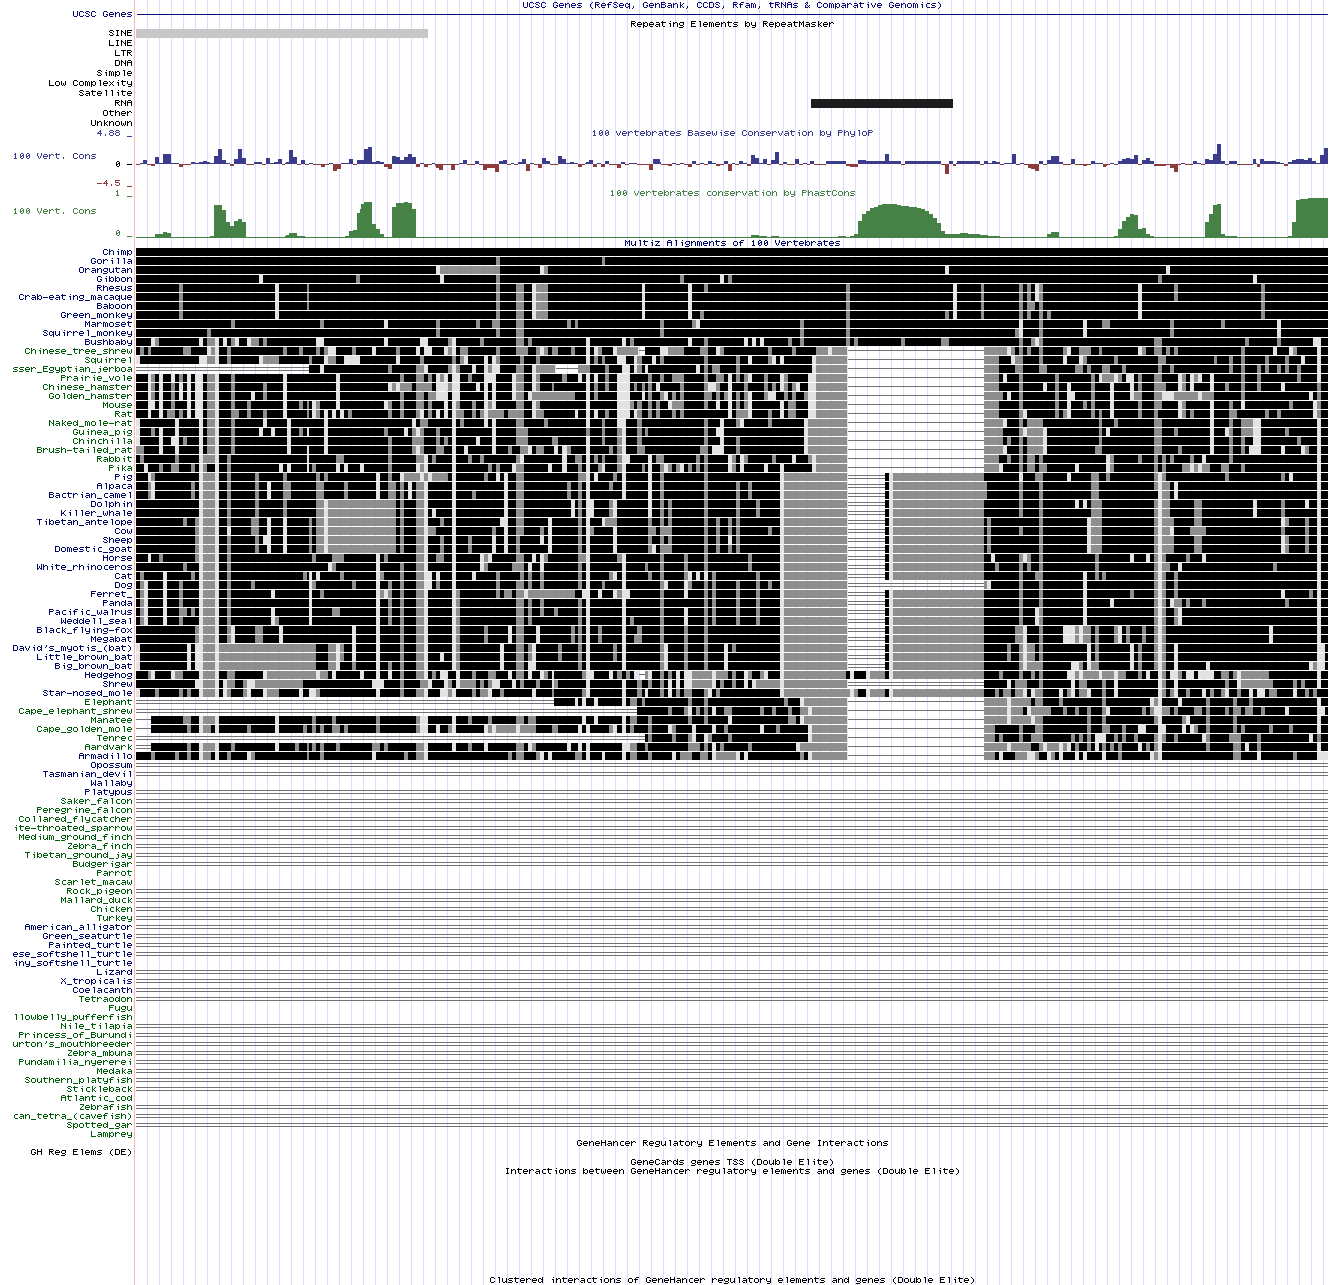 UCSC Genes (RefSeq, GenBank, CCDS, Rfam, tRNAs & Comparative Genomics)
UCSC Genes
Repeating Elements by RepeatMasker
SINE
LINE
LTR
DNA
Simple
Low Complexity
Satellite
RNA
Other
Unknown
4.88 _
100 vertebrates Basewise Conservation by PhyloP
100 Vert. Cons
0 _
-4.5 _
1 _
100 vertebrates conservation by PhastCons
100 Vert. Cons
0 _
Multiz Alignments of 100 Vertebrates
Chimp
Gorilla
Orangutan
Gibbon
Rhesus
Crab-eating_macaque
Baboon
Green_monkey
Marmoset
Squirrel_monkey
Bushbaby
Chinese_tree_shrew
Squirrel
sser_Egyptian_jerboa
Prairie_vole
Chinese_hamster
Golden_hamster
Mouse
Rat
Naked_mole-rat
Guinea_pig
Chinchilla
Brush-tailed_rat
Rabbit
Pika
Pig
Alpaca
Bactrian_camel
Dolphin
Killer_whale
Tibetan_antelope
Cow
Sheep
Domestic_goat
Horse
White_rhinoceros
Cat
Dog
Ferret_
Panda
Pacific_walrus
Weddell_seal
Black_flying-fox
Megabat
David's_myotis_(bat)
Little_brown_bat
Big_brown_bat
Hedgehog
Shrew
Star-nosed_mole
Elephant
Cape_elephant_shrew
Manatee
Cape_golden_mole
Tenrec
Aardvark
Armadillo
Opossum
Tasmanian_devil
Wallaby
Platypus
Saker_falcon
Peregrine_falcon
Collared_flycatcher
ite-throated_sparrow
Medium_ground_finch
Zebra_finch
Tibetan_ground_jay
Budgerigar
Parrot
Scarlet_macaw
Rock_pigeon
Mallard_duck
Chicken
Turkey
American_alligator
Green_seaturtle
Painted_turtle
ese_softshell_turtle
iny_softshell_turtle
Lizard
X_tropicalis
Coelacanth
Tetraodon
Fugu
llowbelly_pufferfish
Nile_tilapia
Princess_of_Burundi
urton's_mouthbreeder
Zebra_mbuna
Pundamilia_nyererei
Medaka
Southern_platyfish
Stickleback
Atlantic_cod
Zebrafish
can_tetra_(cavefish)
Spotted_gar
Lamprey
GeneHancer Regulatory Elements and Gene Interactions
GH Reg Elems (DE)
GeneCards genes TSS (Double Elite)
Interactions between GeneHancer regulatory elements and genes (Double Elite)
Clustered interactions of GeneHancer regulatory elements and genes (Double Elite)